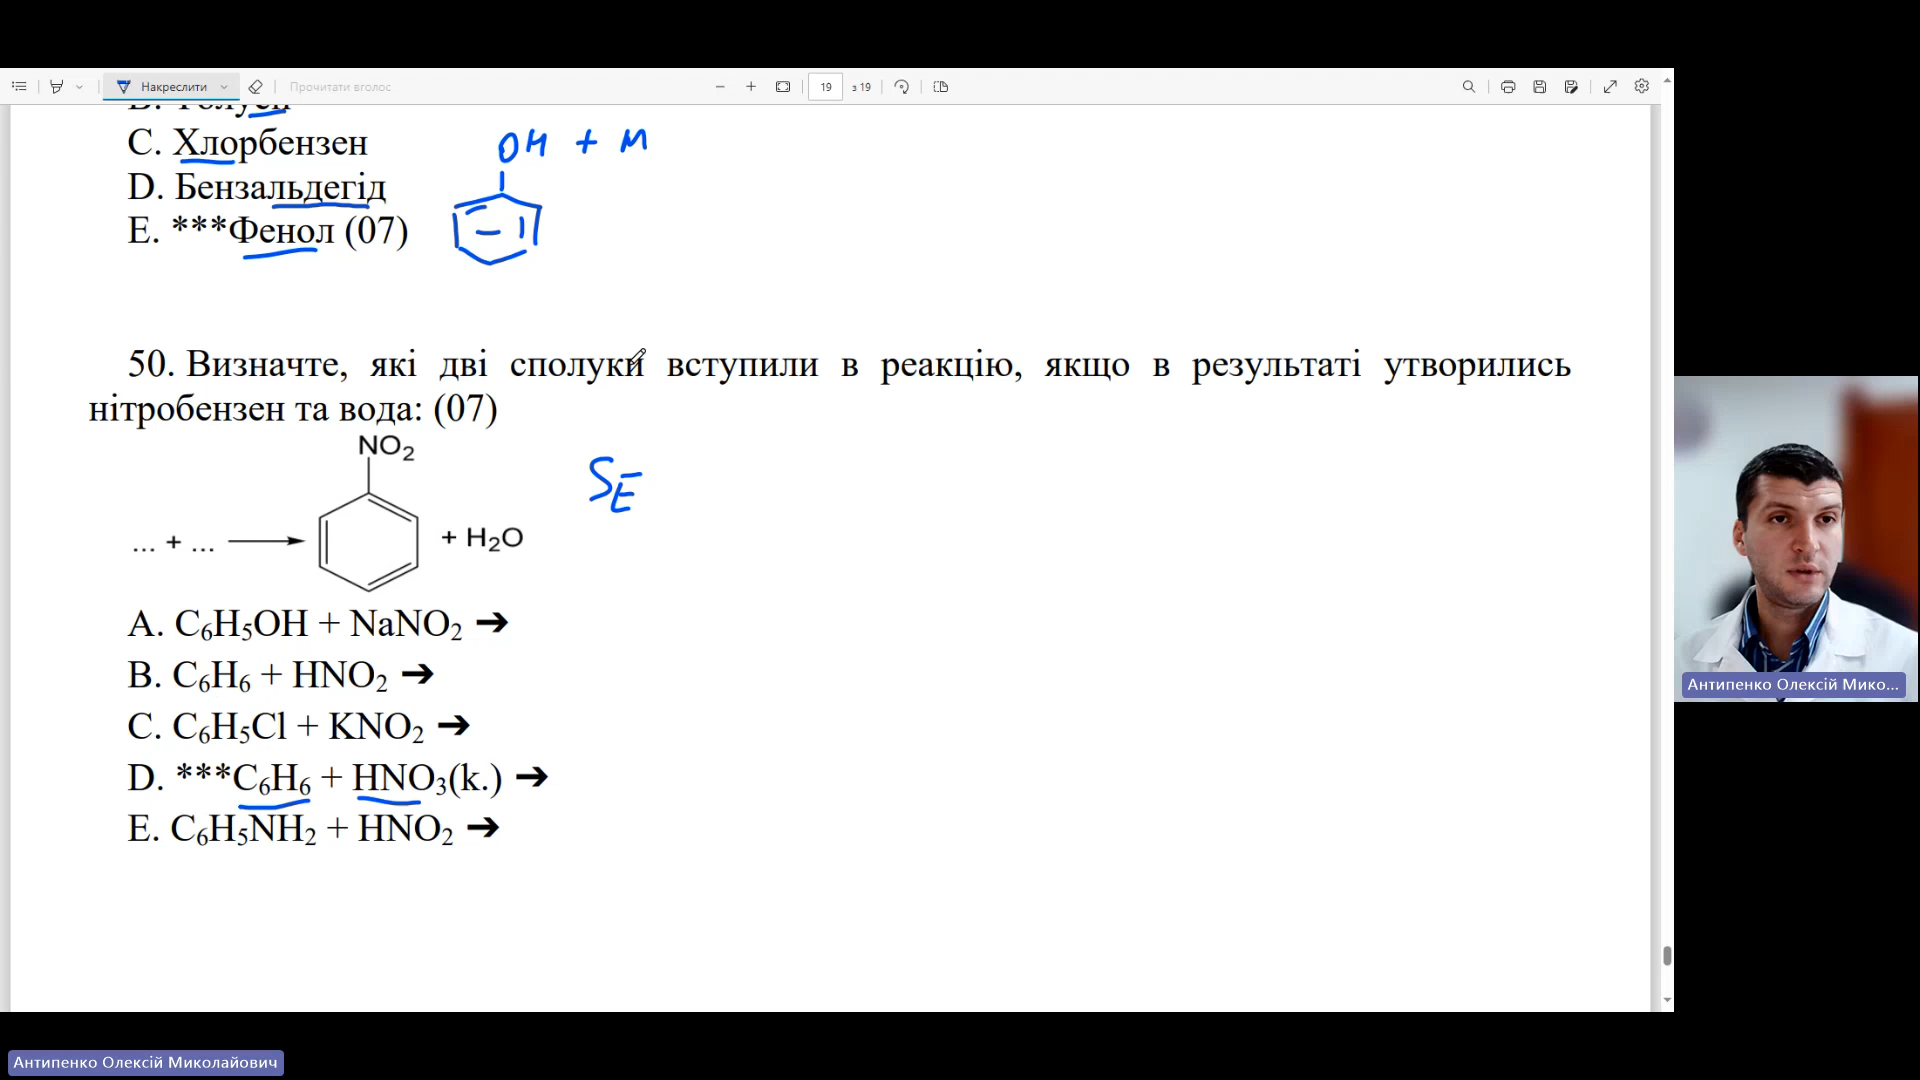 Накреслити
Прочитати вголос
19 з 19
C. Хлорбензен
D. Бензальдегід
E. ***Фенол (07)
OH + M
50. Визначте, які дві сполуки вступили в реакцію, якщо в результаті утворились
нітробензен та вода: (07)
NO₂
... + ... ⟶ + H₂O
SE
A. C₆H₅OH + NaNO₂ ➔
B. C₆H₆ + HNO₂ ➔
C. C₆H₅Cl + KNO₂ ➔
D. ***C₆H₆ + HNO₃(k.) ➔
E. C₆H₅NH₂ + HNO₂ ➔
Антипенко Олексій Мико...
Антипенко Олексій Миколайович